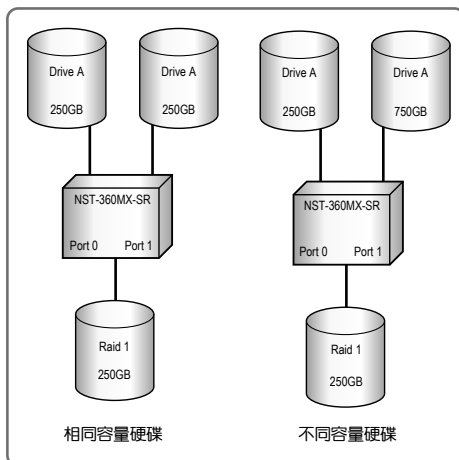 Drive A
250GB
Drive A
250GB
NST-360MX-SR
Port 0 Port 1
Raid 1
250GB
相同容量硬碟
Drive A
250GB
Drive A
750GB
NST-360MX-SR
Port 0 Port 1
Raid 1
250GB
不同容量硬碟